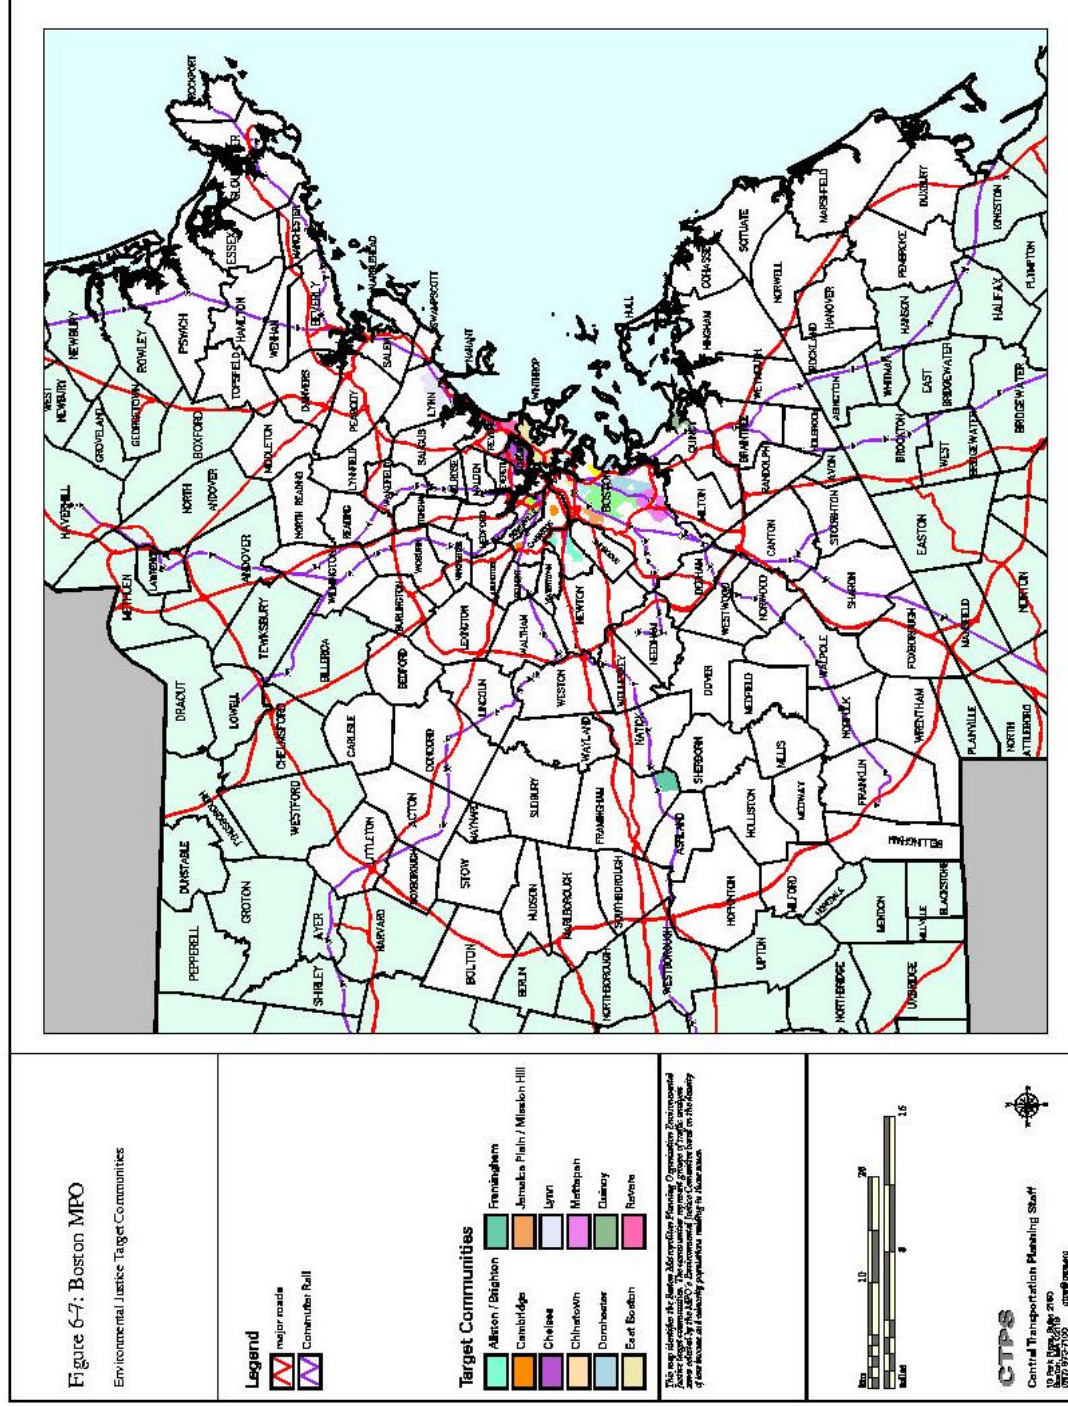 Figure 6-7: Boston MPO
Environmental Justice Target Communities
Legend
major roads
Commuter Rail
Target Communities
Allston / Brighton
Cambridge
Chelsea
Chinatown
Dorchester
East Boston
Framingham
Jamaica Plain / Mission Hill
Lynn
Mattapan
Quincy
Revere
10
20
8
16
CTPS
Central Transportation Planning Staff
PEPPERELL
DUNSTABLE
GROTON
SHIRLEY
AYER
HARVARD
WESTFORD
LITTLETON
DRACUT
LOWELL
CHELMSFORD
TEWKSBURY
BILLERICA
CARLISLE
ACTON
BOXBOROUGH
CONCORD
BEDFORD
BURLINGTON
WILMINGTON
METHUEN
LAWRENCE
HAVERHILL
ANDOVER
NORTH
ANDOVER
WEST
NEWBURY
NEWBURY
GROVELAND
GEORGETOWN
ROWLEY
BOXFORD
IPSWICH
TOPSFIELD
HAMILTON
WENHAM
ESSEX
GLOUCESTER
ROCKPORT
MANCHESTER
BEVERLY
MARBLEHEAD
SALEM
SWAMPSCOTT
NAHANT
DANVERS
PEABODY
MIDDLETON
NORTH READING
READING
LYNNFIELD
WAKEFIELD
SAUGUS
LYNN
MELROSE
MALDEN
WOBURN
LEXINGTON
LINCOLN
WALTHAM
WINTHROP
HULL
BOSTON
NEWTON
WESTON
WAYLAND
SUDBURY
MAYNARD
STOW
BOLTON
BERLIN
HUDSON
MARLBOROUGH
NORTHBOROUGH
SOUTHBOROUGH
WESTBOROUGH
FRAMINGHAM
NATICK
WELLESLEY
NEEDHAM
DEDHAM
WESTWOOD
DOVER
SHERBORN
ASHLAND
HOLLISTON
HOPKINTON
UPTON
MILFORD
MEDWAY
MILLIS
MEDFIELD
NORWOOD
WALPOLE
NORFOLK
FRANKLIN
BELLINGHAM
MENDON
BLACKSTONE
NORTHBRIDGE
UXBRIDGE
WRENTHAM
PLAINVILLE
NORTH
ATTLEBORO
FOXBOROUGH
MANSFIELD
NORTON
SHARON
CANTON
STOUGHTON
EASTON
MILTON
QUINCY
BRAINTREE
RANDOLPH
HOLBROOK
AVON
BROCKTON
WEST
BRIDGEWATER
BRIDGEWATER
EAST
BRIDGEWATER
WHITMAN
ABINGTON
ROCKLAND
WEYMOUTH
HINGHAM
COHASSET
SCITUATE
NORWELL
HANOVER
HANSON
PEMBROKE
MARSHFIELD
DUXBURY
KINGSTON
HALIFAX
PLYMPTON